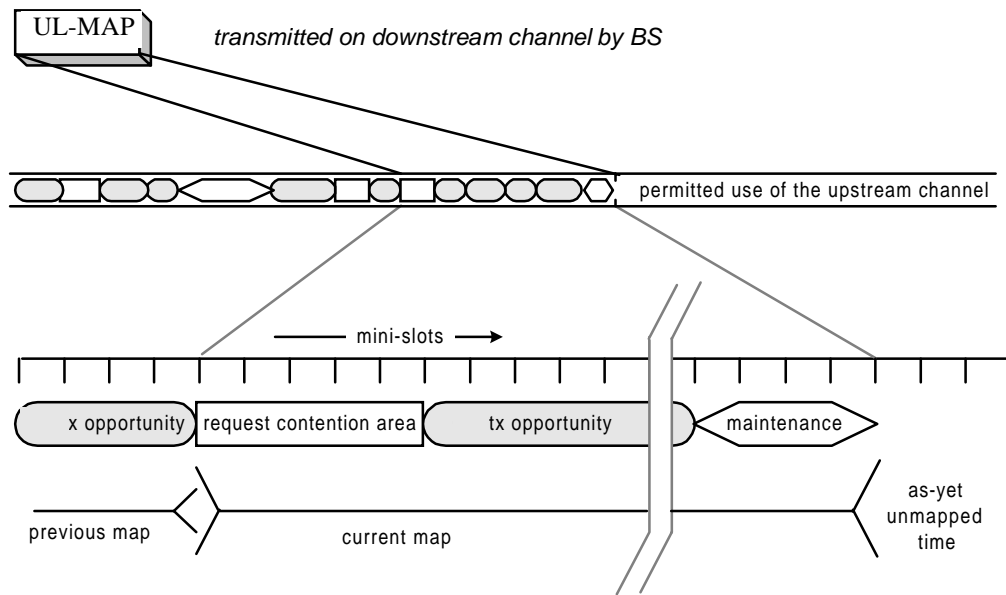 UL-MAP
transmitted on downstream channel by BS
permitted use of the upstream channel
mini-slots
x opportunity
request contention area
tx opportunity
maintenance
previous map
current map
as-yet
unmapped
time